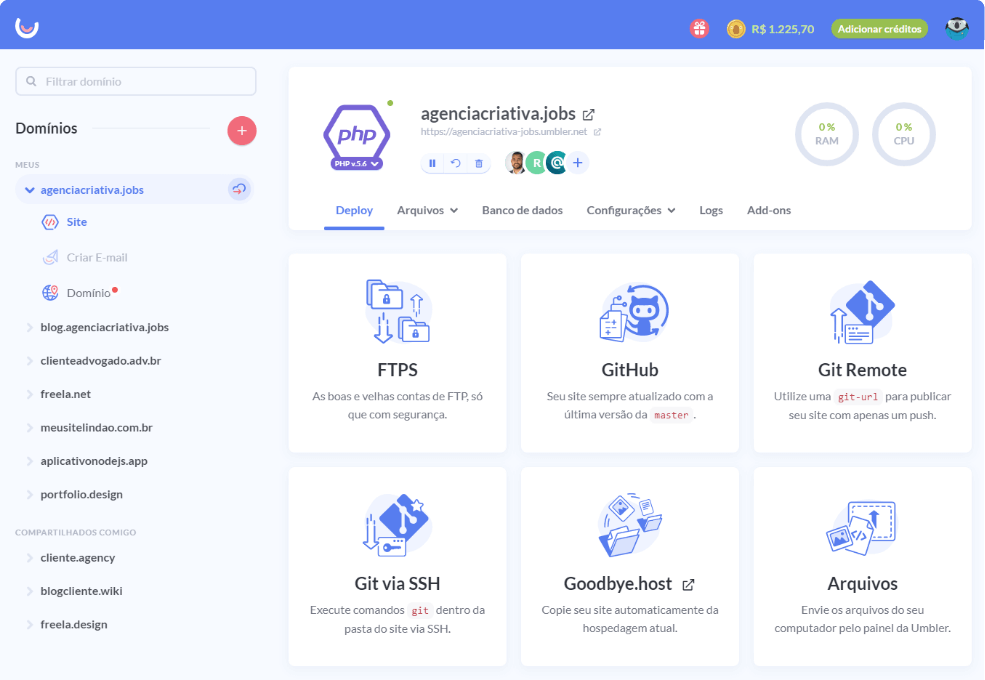 R$ 1.225,70
Adicionar créditos
Filtrar domínio
Domínios
MEUS
agenciacriativa.jobs
Site
Criar E-mail
Domínio
blog.agenciacriativa.jobs
clienteadvogado.adv.br
freela.net
meusitelindao.com.br
aplicativonodejs.app
portfolio.design
COMPARTILHADOS COMIGO
cliente.agency
blogcliente.wiki
freela.design
php
PHP v.5.6
agenciacriativa.jobs
https://agenciacriativa-jobs.umbler.net
R
@
0 %
RAM
0 %
CPU
Deploy Arquivos Banco de dados Configurações Logs Add-ons
FTPS
As boas e velhas contas de FTP, só
que com segurança.
GitHub
Seu site sempre atualizado com a
última versão da master .
Git Remote
Utilize uma git-url para publicar
seu site com apenas um push.
Git via SSH
Execute comandos git dentro da
pasta do site via SSH.
Goodbye.host
Copie seu site automaticamente da
hospedagem atual.
Arquivos
Envie os arquivos do seu
computador pelo painel da Umbler.